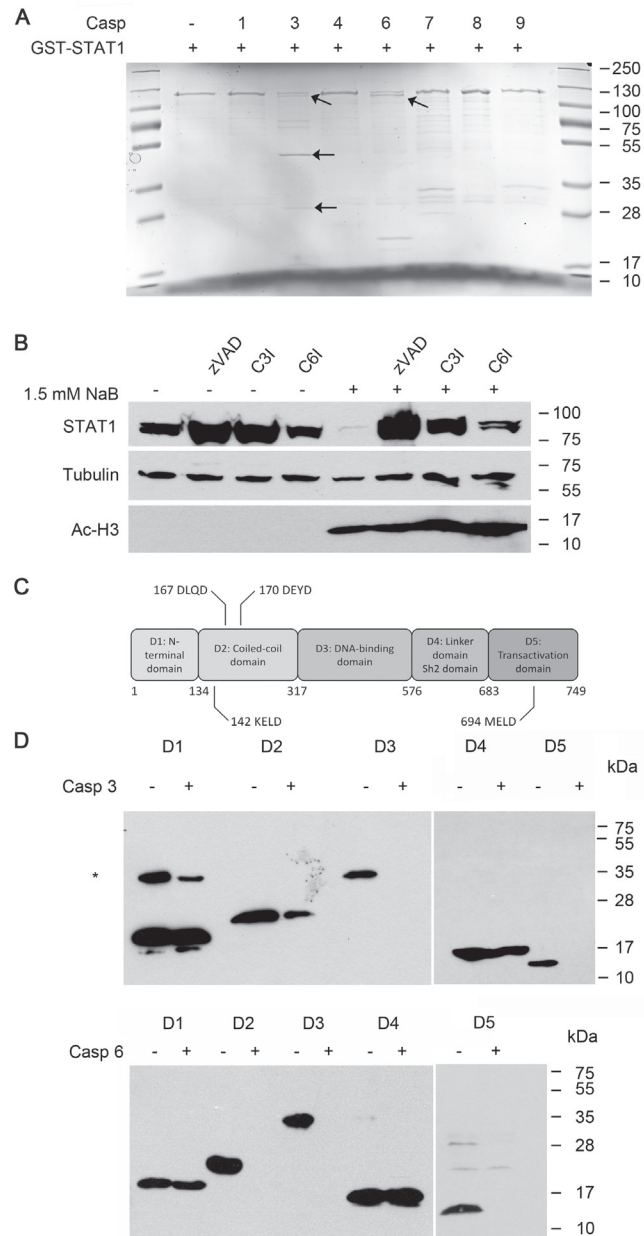 A
Casp - 1 3 4 6 7 8 9
GST-STAT1 + + + + + + + +
250
130
100
75
55
35
28
17
10
B
zVAD C3I C6I zVAD C3I C6I
1.5 mM NaB - - - - + + + +
STAT1
100
75
Tubulin
75
55
Ac-H3
17
10
C
167 DLQD 170 DEYD
D1: N-
terminal
domain
D2: Coiled-coil
domain
D3: DNA-binding
domain
D4: Linker
domain
Sh2 domain
D5:
Transactivation
domain
1 134 317 576 683 749
142 KELD 694 MELD
D
D1 D2 D3 D4 D5
kDa
Casp 3 - + - + - + - + - +
75
55
*
35
28
17
10
D1 D2 D3 D4 D5
kDa
Casp 6 - + - + - + - + - +
75
55
35
28
17
10